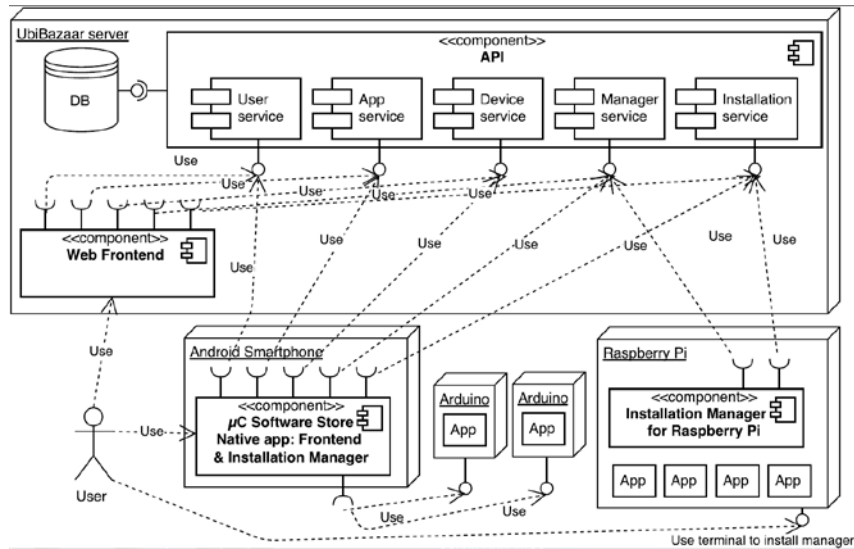 UbiBazaar server
<<component>>
API
DB
User
service
App
service
Device
service
Manager
service
Installation
service
Use
Use
Use
Use
<<component>>
Web Frontend
Use
Use
Use
Use
Use
Use
Use
Android Smartphone
<<component>>
µC Software Store
Native app: Frontend
& Installation Manager
Arduino
App
Arduino
App
Raspberry Pi
<<component>>
Installation Manager
for Raspberry Pi
App
App
App
App
Use
Use
User
Use
Use
Use terminal to install manager